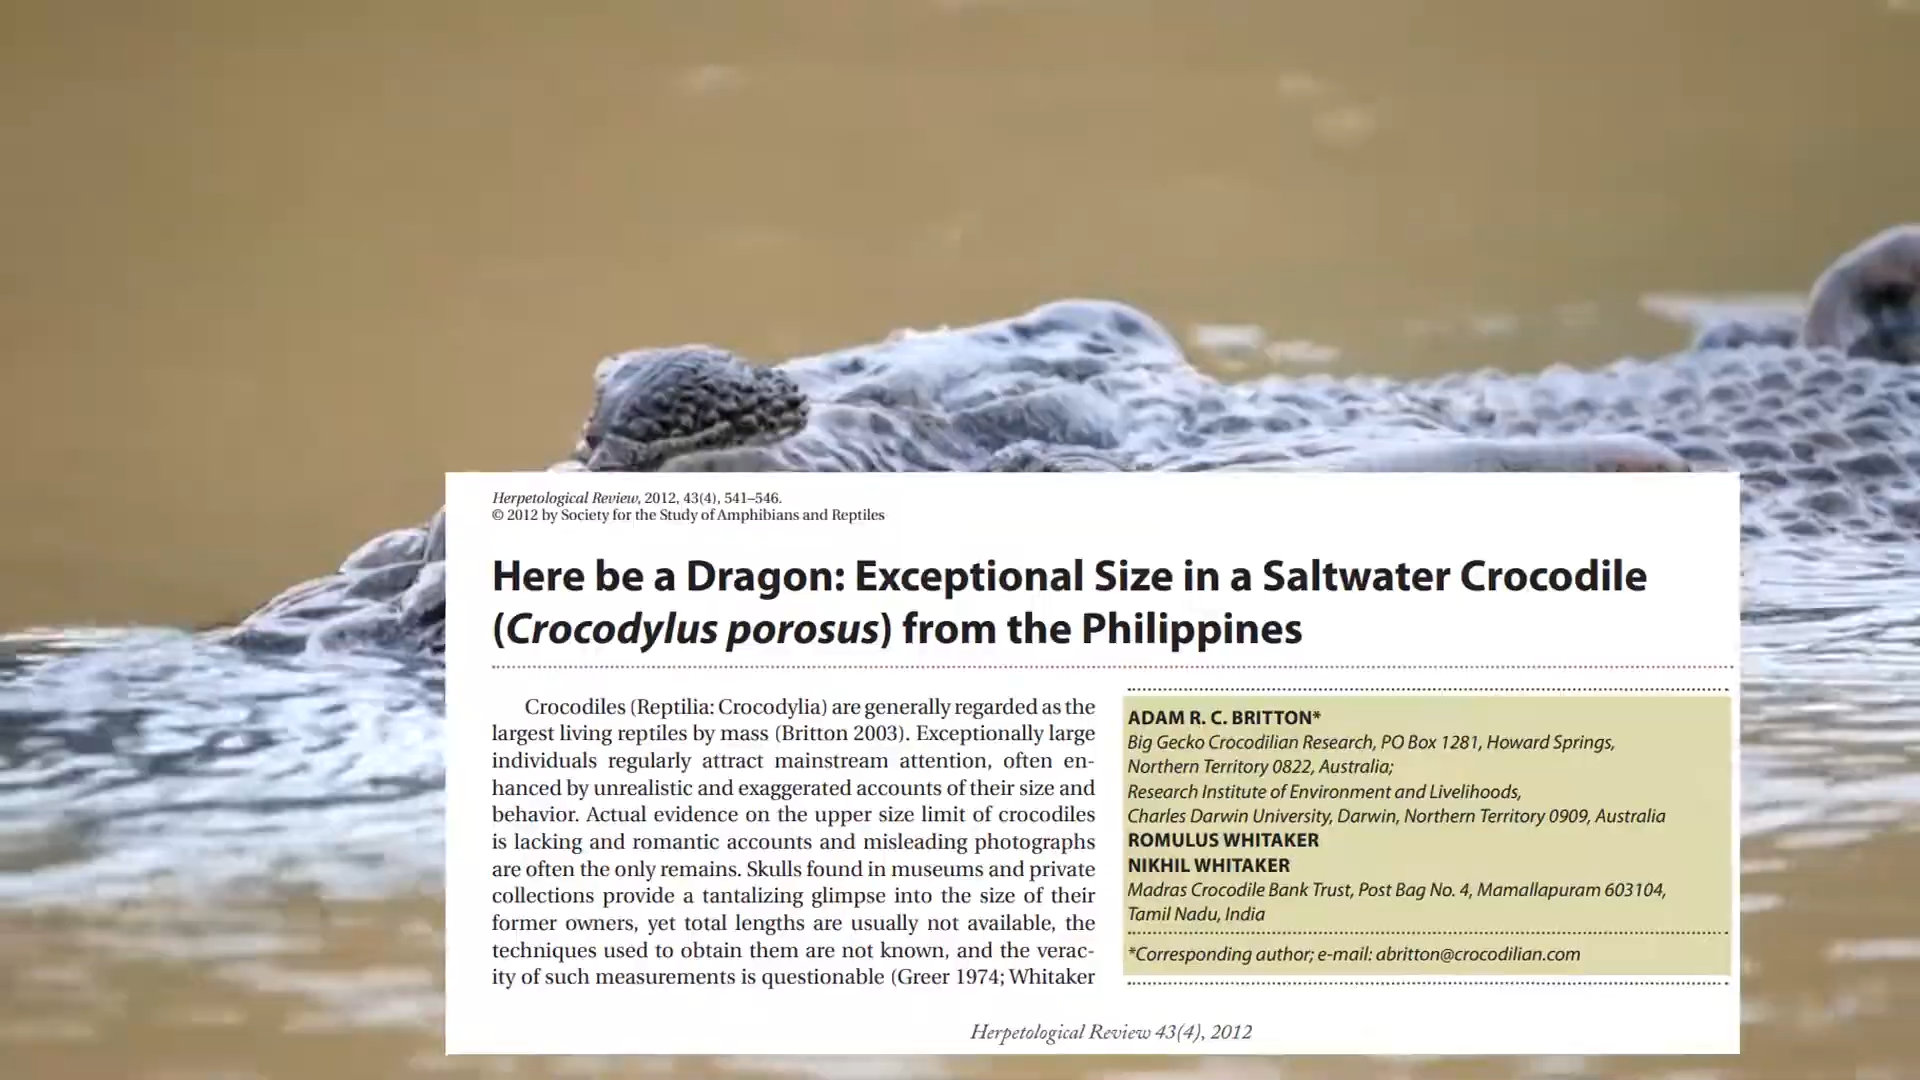 Herpetological Review, 2012, 43(4), 541–546.
© 2012 by Society for the Study of Amphibians and Reptiles
Here be a Dragon: Exceptional Size in a Saltwater Crocodile
(Crocodylus porosus) from the Philippines
Crocodiles (Reptilia: Crocodylia) are generally regarded as the
largest living reptiles by mass (Britton 2003). Exceptionally large
individuals regularly attract mainstream attention, often en-
hanced by unrealistic and exaggerated accounts of their size and
behavior. Actual evidence on the upper size limit of crocodiles
is lacking and romantic accounts and misleading photographs
are often the only remains. Skulls found in museums and private
collections provide a tantalizing glimpse into the size of their
former owners, yet total lengths are usually not available, the
techniques used to obtain them are not known, and the verac-
ity of such measurements is questionable (Greer 1974; Whitaker
ADAM R. C. BRITTON*
Big Gecko Crocodilian Research, PO Box 1281, Howard Springs,
Northern Territory 0822, Australia;
Research Institute of Environment and Livelihoods,
Charles Darwin University, Darwin, Northern Territory 0909, Australia
ROMULUS WHITAKER
NIKHIL WHITAKER
Madras Crocodile Bank Trust, Post Bag No. 4, Mamallapuram 603104,
Tamil Nadu, India
*Corresponding author; e-mail: abritton@crocodilian.com
Herpetological Review 43(4), 2012